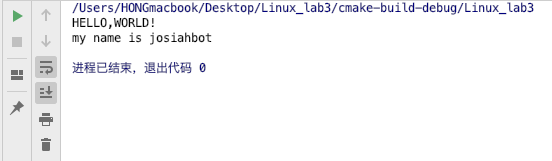 /Users/HONGmacbook/Desktop/Linux_lab3/cmake-build-debug/Linux_lab3
HELLO,WORLD!
my name is josiahbot
进程已结束，退出代码 0